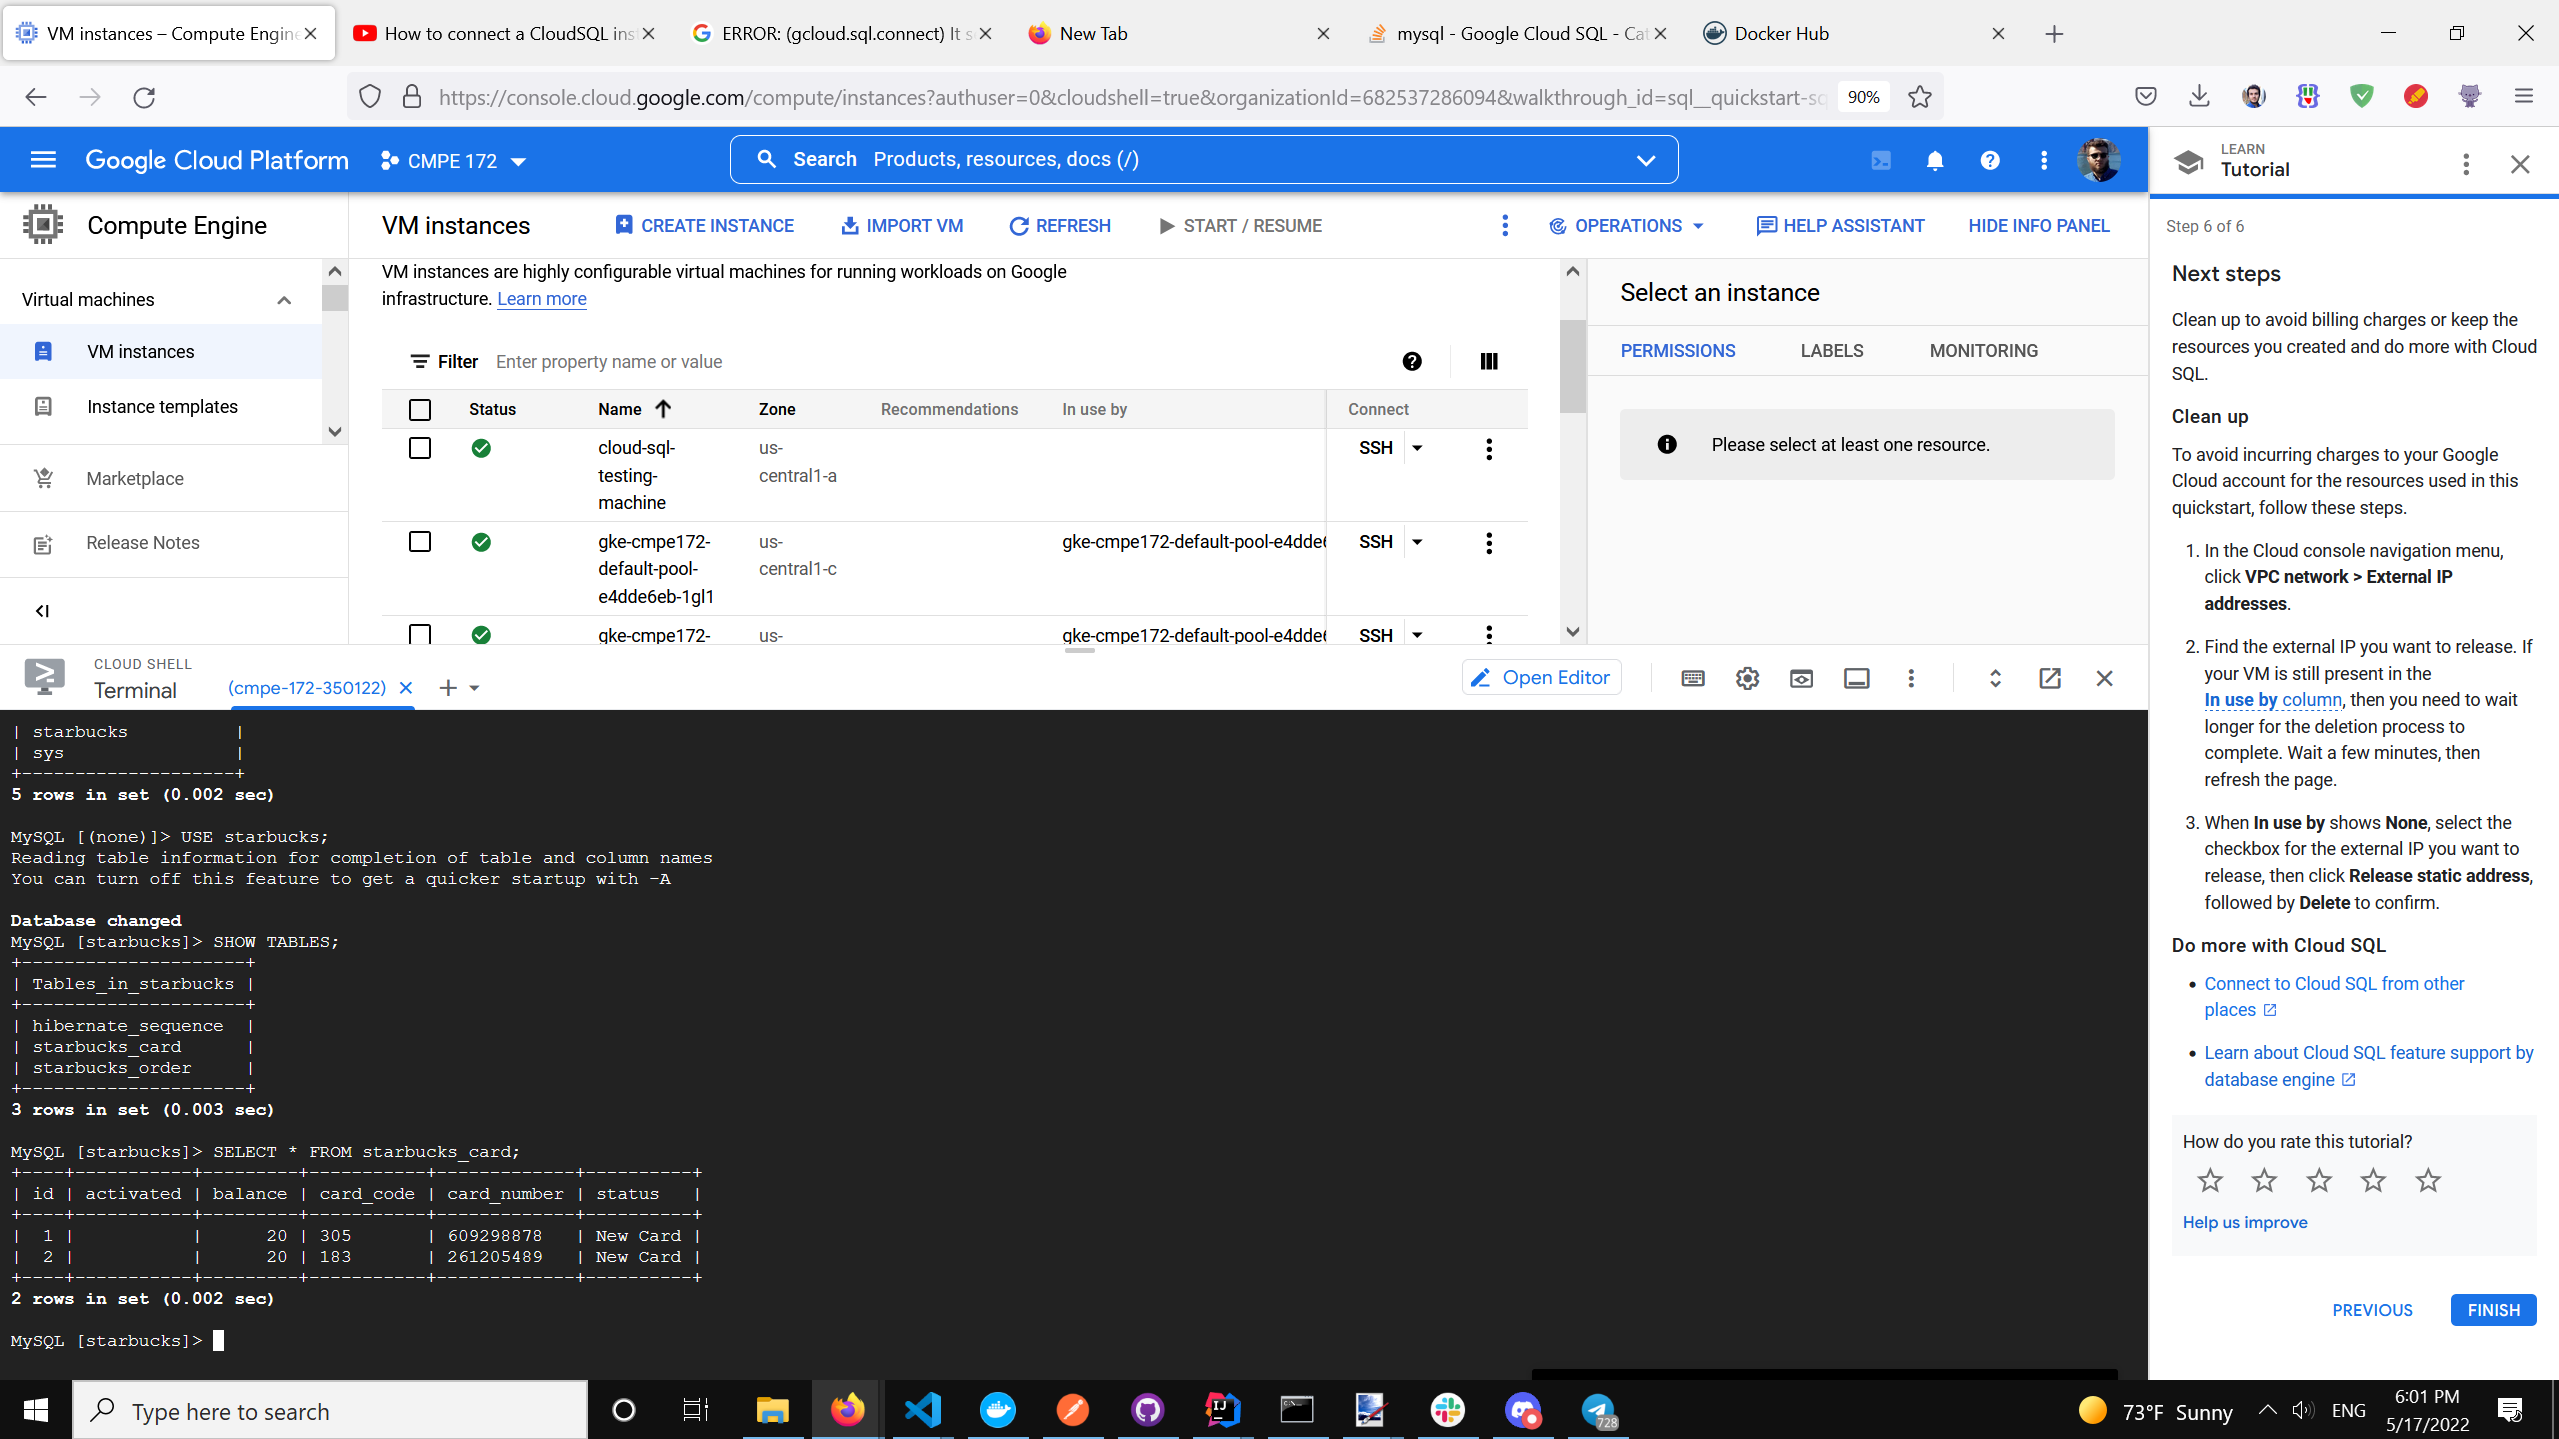 VM instances – Compute Engine
How to connect a CloudSQL ins
ERROR: (gcloud.sql.connect) It s
New Tab
mysql - Google Cloud SQL - Cat
Docker Hub
https://console.cloud.google.com/compute/instances?authuser=0&cloudshell=true&organizationId=682537286094&walkthrough_id=sql__quickstart-sq
90%
Google Cloud Platform
CMPE 172
Search Products, resources, docs (/)
LEARN
Tutorial
Compute Engine
VM instances
CREATE INSTANCE
IMPORT VM
REFRESH
START / RESUME
OPERATIONS
HELP ASSISTANT
HIDE INFO PANEL
Virtual machines
VM instances
Instance templates
Marketplace
Release Notes
VM instances are highly configurable virtual machines for running workloads on Google
infrastructure. Learn more
Filter Enter property name or value
Status Name Zone Recommendations In use by Connect
cloud-sql-
testing-
machine
us-
central1-a
SSH
gke-cmpe172-
default-pool-
e4dde6eb-1gl1
us-
central1-c
gke-cmpe172-default-pool-e4dde6
SSH
gke-cmpe172-
us-
gke-cmpe172-default-pool-e4dde6
SSH
Select an instance
PERMISSIONS LABELS MONITORING
Please select at least one resource.
CLOUD SHELL
Terminal
(cmpe-172-350122)
Open Editor
| starbucks          |
| sys                |
+--------------------+
5 rows in set (0.002 sec)
MySQL [(none)]> USE starbucks;
Reading table information for completion of table and column names
You can turn off this feature to get a quicker startup with -A
Database changed
MySQL [starbucks]> SHOW TABLES;
+---------------------+
| Tables_in_starbucks |
+---------------------+
| hibernate_sequence  |
| starbucks_card      |
| starbucks_order     |
+---------------------+
3 rows in set (0.003 sec)
MySQL [starbucks]> SELECT * FROM starbucks_card;
+----+-----------+---------+-----------+-------------+----------+
| id | activated | balance | card_code | card_number | status   |
+----+-----------+---------+-----------+-------------+----------+
|  1 |           |      20 | 305       | 609298878   | New Card |
|  2 |           |      20 | 183       | 261205489   | New Card |
+----+-----------+---------+-----------+-------------+----------+
2 rows in set (0.002 sec)
MySQL [starbucks]>
Step 6 of 6
Next steps
Clean up to avoid billing charges or keep the
resources you created and do more with Cloud
SQL.
Clean up
To avoid incurring charges to your Google
Cloud account for the resources used in this
quickstart, follow these steps.
1. In the Cloud console navigation menu,
click VPC network > External IP
addresses.
2. Find the external IP you want to release. If
your VM is still present in the
In use by column, then you need to wait
longer for the deletion process to
complete. Wait a few minutes, then
refresh the page.
3. When In use by shows None, select the
checkbox for the external IP you want to
release, then click Release static address,
followed by Delete to confirm.
Do more with Cloud SQL
• Connect to Cloud SQL from other
places
• Learn about Cloud SQL feature support by
database engine
How do you rate this tutorial?
Help us improve
PREVIOUS
FINISH
Type here to search
728
73°F Sunny
ENG
6:01 PM
5/17/2022